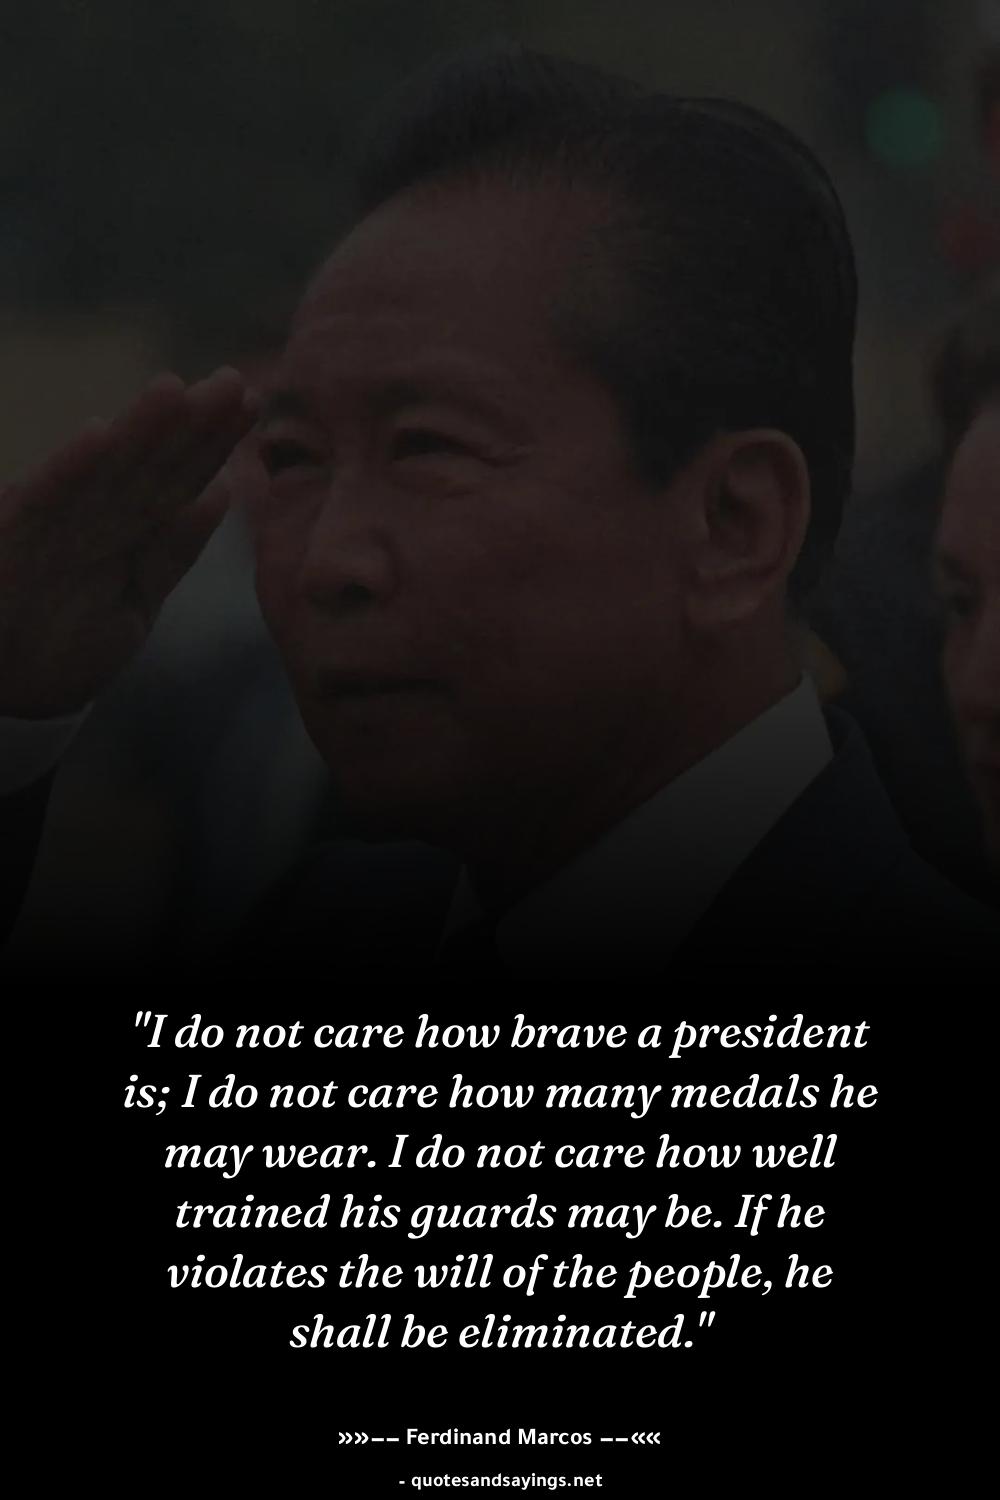 "I do not care how brave a president
is; I do not care how many medals he
may wear. I do not care how well
trained his guards may be. If he
violates the will of the people, he
shall be eliminated."
»»−− Ferdinand Marcos −−««
- quotesandsayings.net